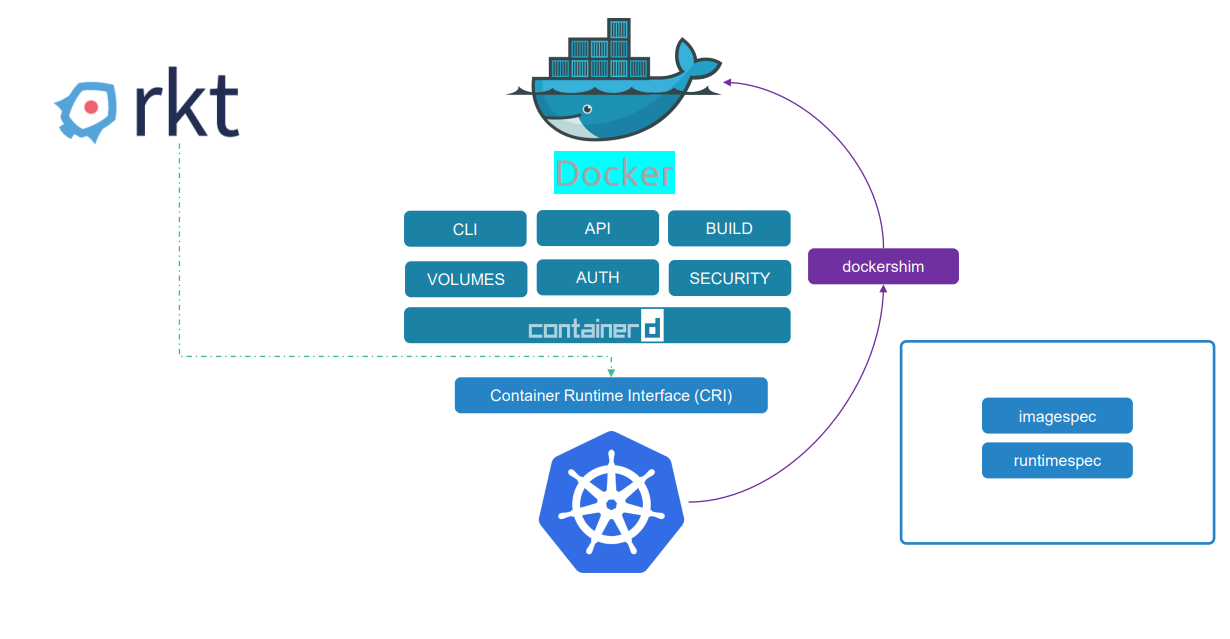 rkt
Docker
CLI
API
BUILD
VOLUMES
AUTH
SECURITY
containerd
dockershim
Container Runtime Interface (CRI)
imagespec
runtimespec